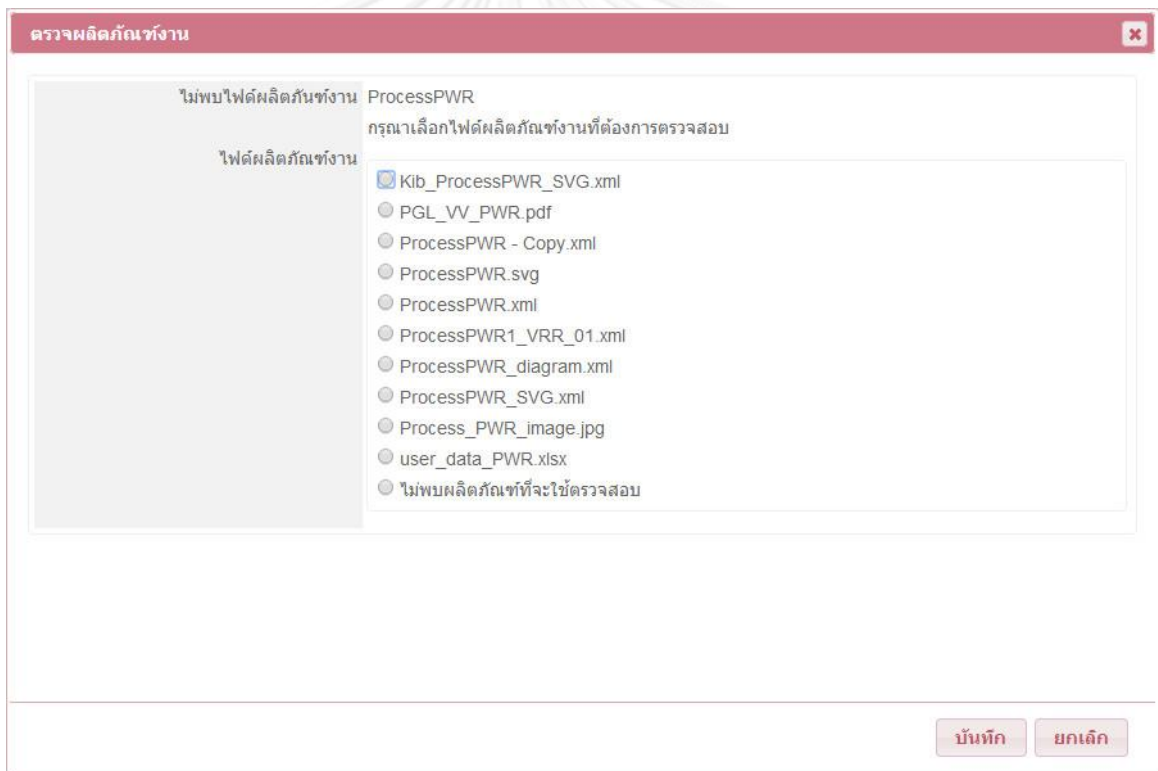 ตรวจผลิตภัณฑ์งาน
ไม่พบไฟล์ผลิตภันฑ์งาน ProcessPWR
กรุณาเลือกไฟล์ผลิตภัณฑ์งานที่ต้องการตรวจสอบ
ไฟล์ผลิตภัณฑ์งาน
Kib_ProcessPWR_SVG.xml
PGL_VV_PWR.pdf
ProcessPWR - Copy.xml
ProcessPWR.svg
ProcessPWR.xml
ProcessPWR1_VRR_01.xml
ProcessPWR_diagram.xml
ProcessPWR_SVG.xml
Process_PWR_image.jpg
user_data_PWR.xlsx
ไม่พบผลิตภัณฑ์ที่จะใช้ตรวจสอบ
บันทึก ยกเลิก